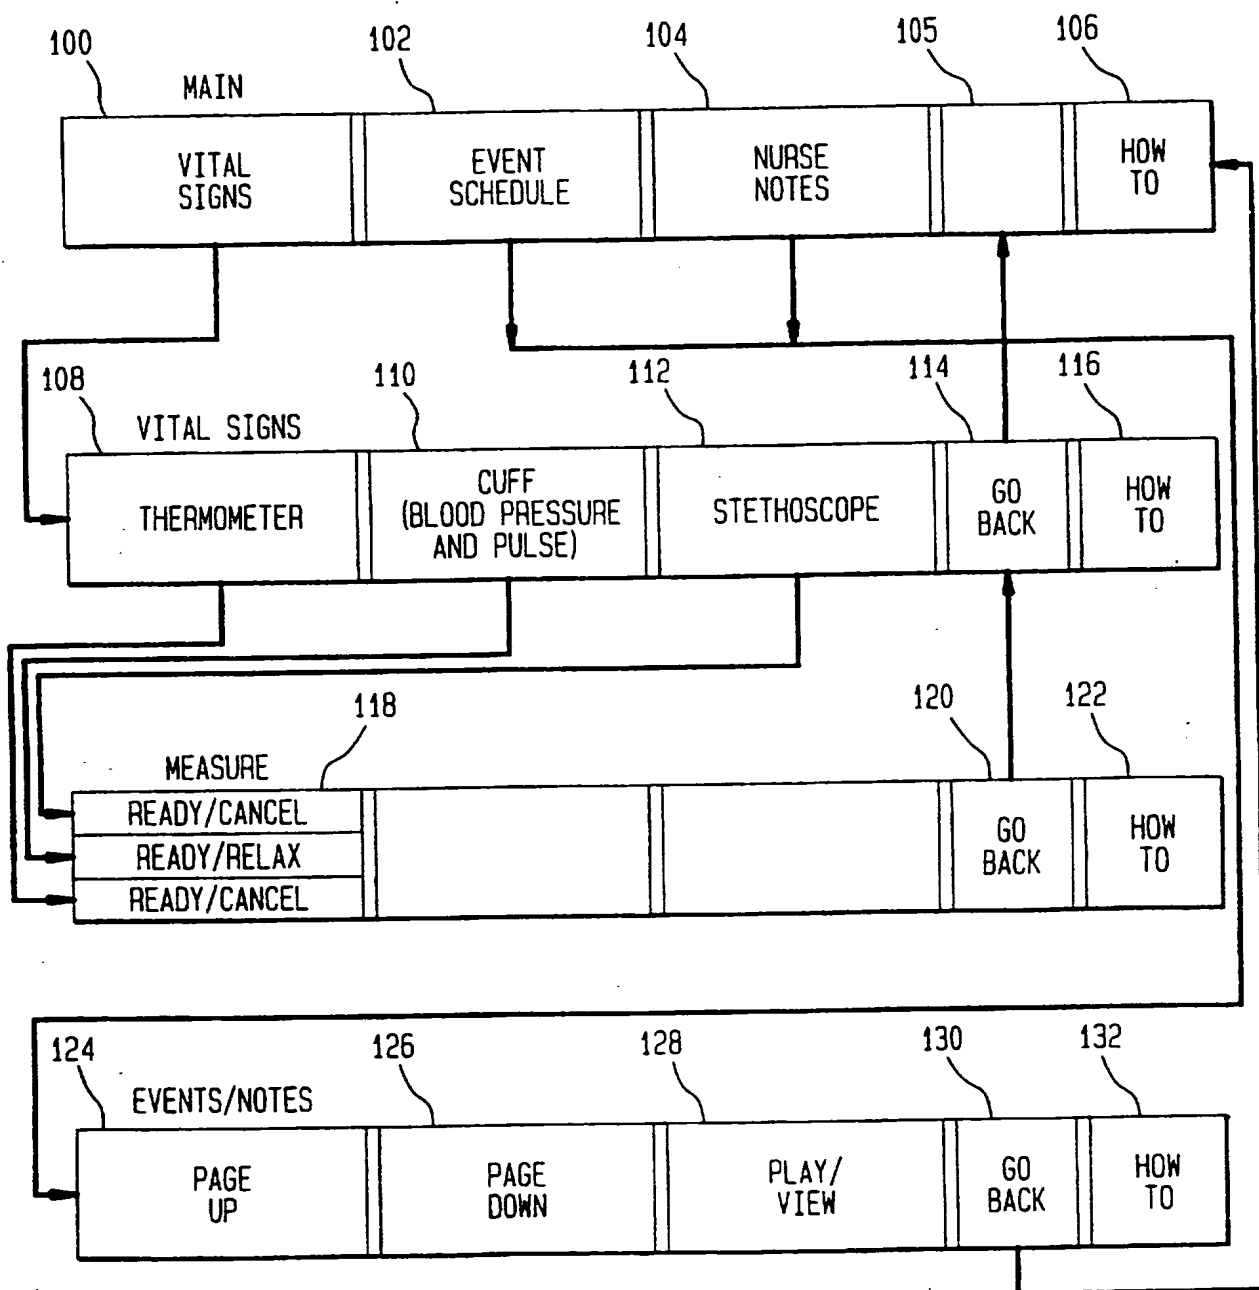 100
102
104
105
106
MAIN
VITAL
SIGNS
EVENT
SCHEDULE
NURSE
NOTES
HOW
TO
108
110
112
114
116
VITAL SIGNS
THERMOMETER
CUFF
(BLOOD PRESSURE
AND PULSE)
STETHOSCOPE
GO
BACK
HOW
TO
118
120
122
MEASURE
READY/CANCEL
READY/RELAX
READY/CANCEL
GO
BACK
HOW
TO
124
126
128
130
132
EVENTS/NOTES
PAGE
UP
PAGE
DOWN
PLAY/
VIEW
GO
BACK
HOW
TO